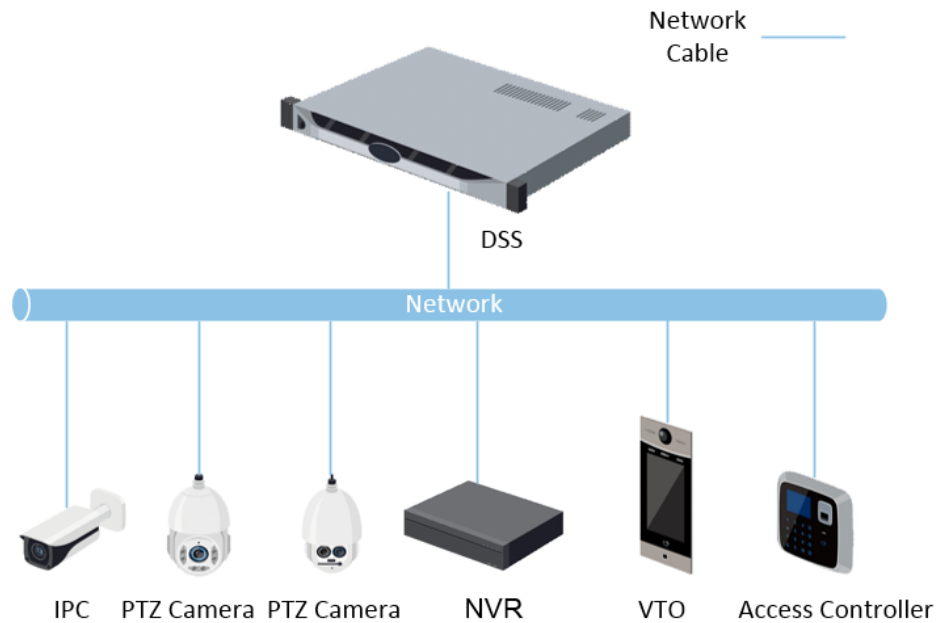 Network
Cable
DSS
Network
IPC
PTZ Camera
PTZ Camera
NVR
VTO
Access Controller